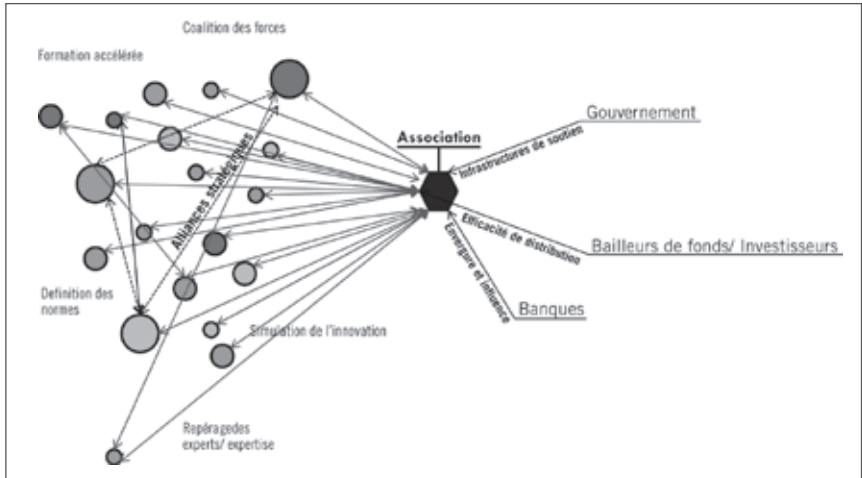 Coalition des forces
Formation accélérée
Gouvernement
Association
Infrastructures de soutien
Alliances stratégiques
Efficacité de distribution
Bailleurs de fonds/ Investisseurs
Envergure et influence
Definition des
normes
Banques
Simulation de l'innovation
Repéragedes
experts/ expertise